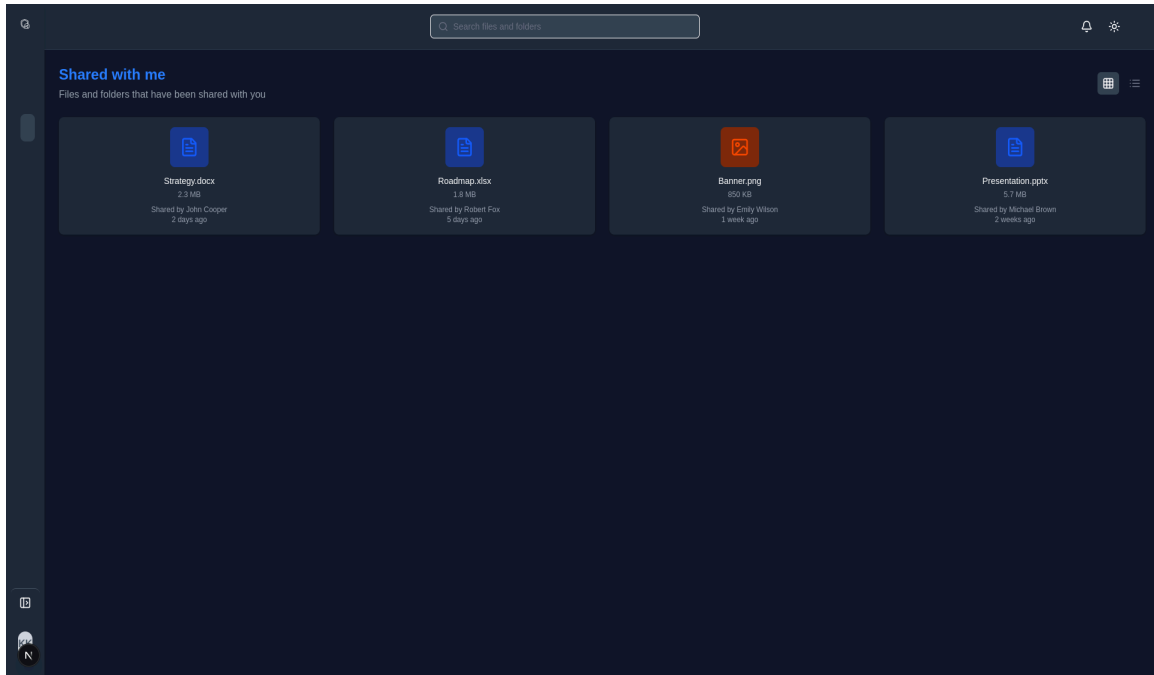 Search files and folders
Shared with me
Files and folders that have been shared with you
Strategy.docx
2.3 MB
Shared by John Cooper
2 days ago
Roadmap.xlsx
1.8 MB
Shared by Robert Fox
5 days ago
Banner.png
850 KB
Shared by Emily Wilson
1 week ago
Presentation.pptx
5.7 MB
Shared by Michael Brown
2 weeks ago
N